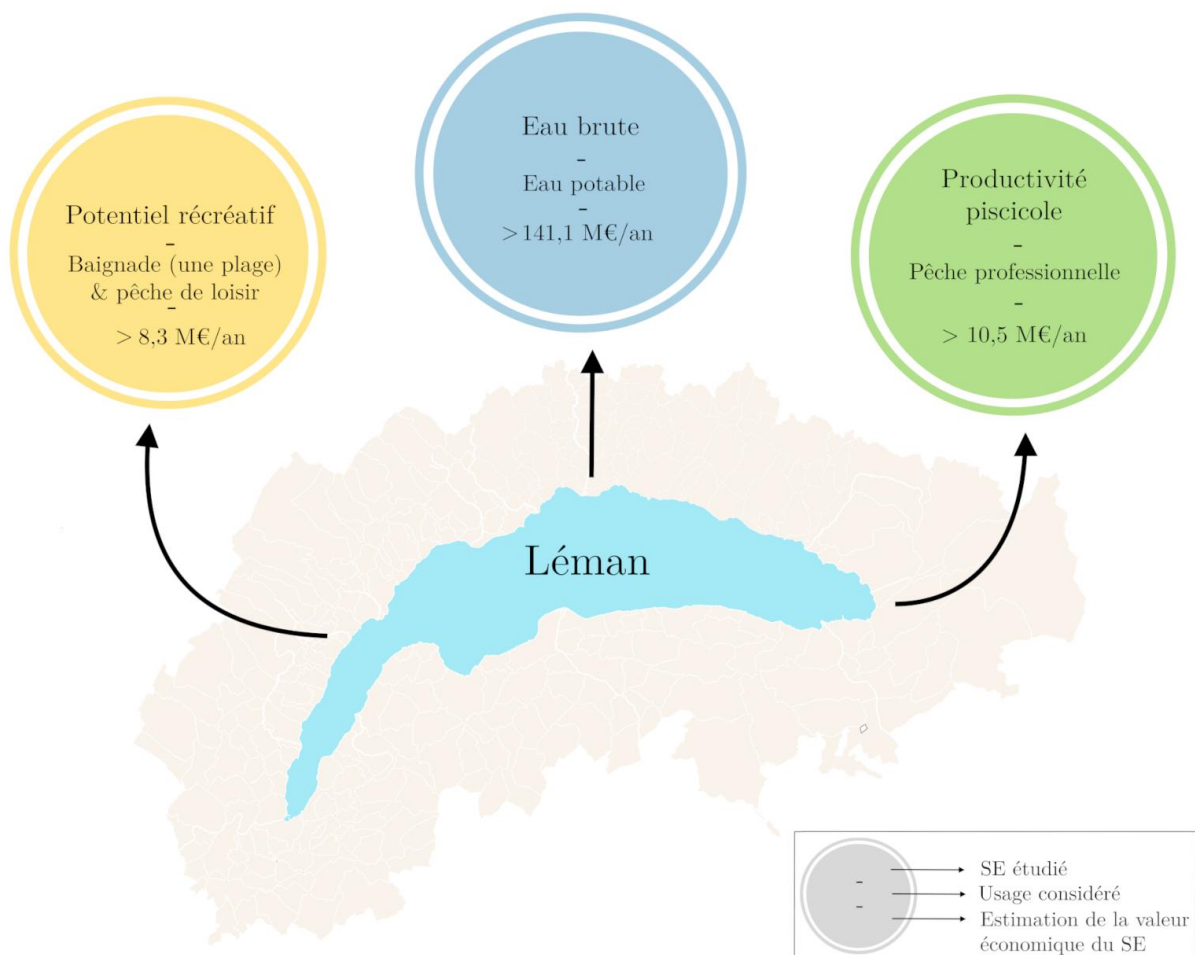 Potentiel récréatif
-
Baignade (une plage)
& pêche de loisir
-
> 8,3 M€/an
Eau brute
-
Eau potable
-
> 141,1 M€/an
Productivité
piscicole
-
Pêche professionnelle
-
> 10,5 M€/an
Léman
-
-
SE étudié
Usage considéré
Estimation de la valeur
économique du SE